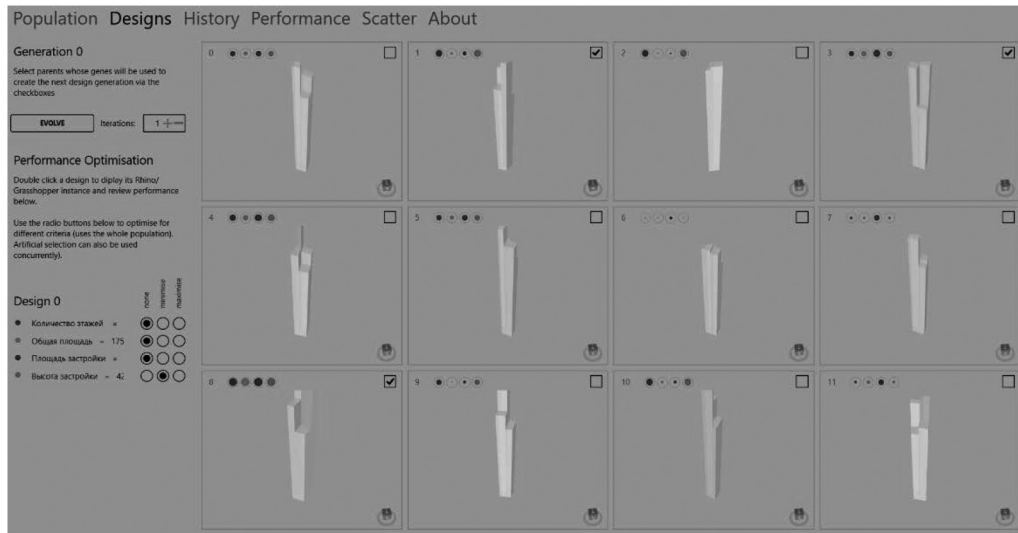 Population Designs History Performance Scatter About
Generation 0
Select parents whose genes will be used to
create the next design generation via the
checkboxes
EVOLVE Iterations: 1
Performance Optimisation
Double click a design to diplay its Rhino/
Grasshopper instance and review performance
below.
Use the radio buttons below to optimise for
different criteria (uses the whole population).
Artificial selection can also be used
concurrently).
Design 0 none minimise maximise
Количество этажей =
Общая площадь = 175
Площадь застройки =
Высота застройки = 42
0 1 2 3
4 5 6 7
8 9 10 11